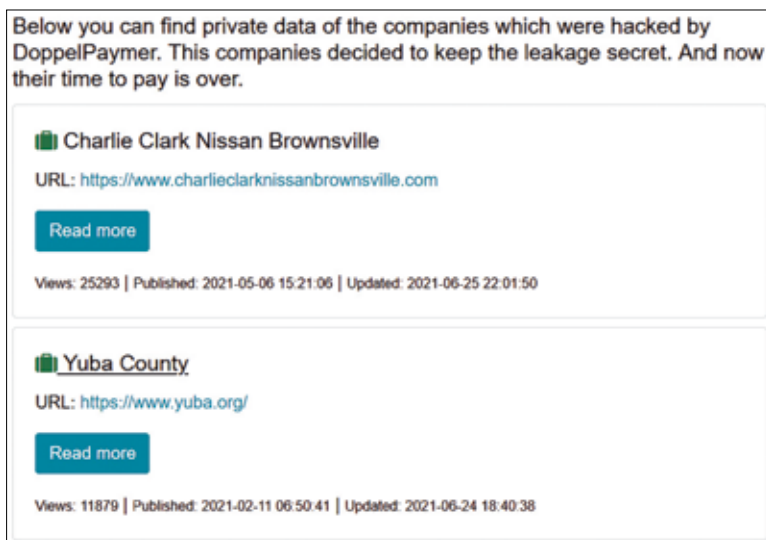 Below you can find private data of the companies which were hacked by
DoppelPaymer. This companies decided to keep the leakage secret. And now
their time to pay is over.
Charlie Clark Nissan Brownsville
URL: https://www.charlieclarknissanbrownsville.com
Read more
Views: 25293 | Published: 2021-05-06 15:21:06 | Updated: 2021-06-25 22:01:50
Yuba County
URL: https://www.yuba.org/
Read more
Views: 11879 | Published: 2021-02-11 06:50:41 | Updated: 2021-06-24 18:40:38